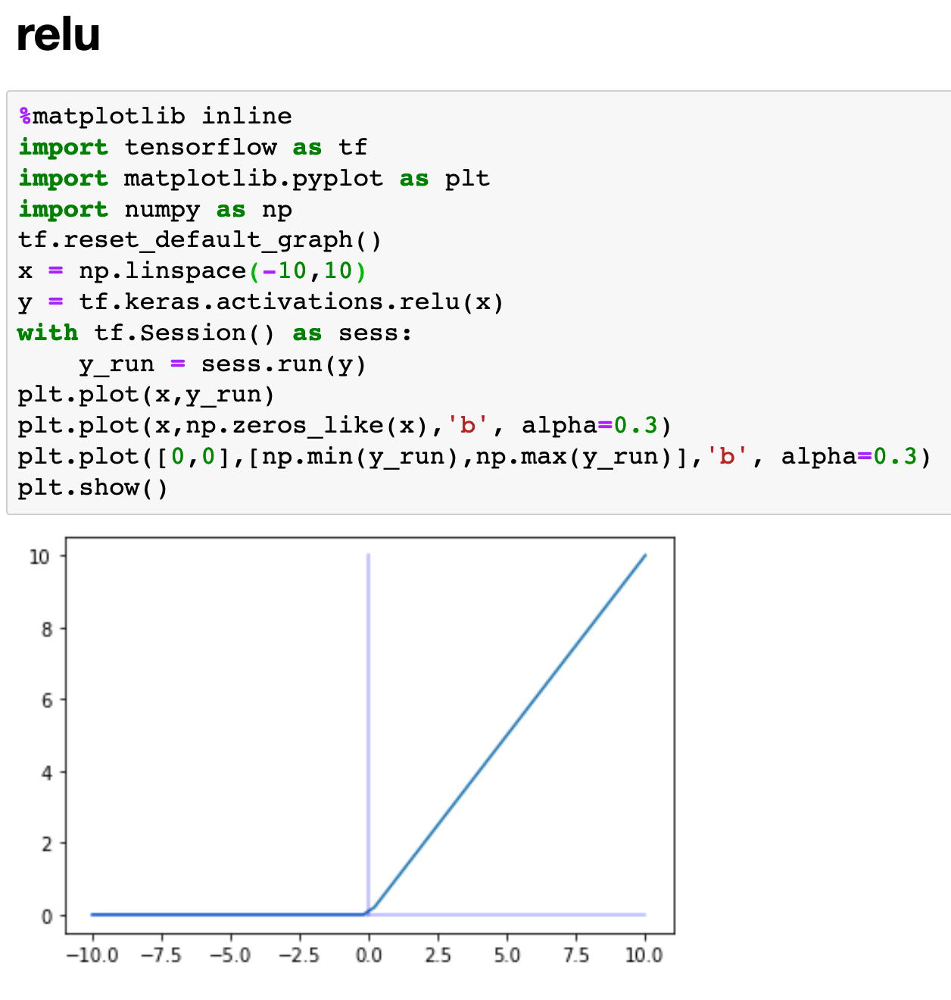 relu
%matplotlib inline
import tensorflow as tf
import matplotlib.pyplot as plt
import numpy as np
tf.reset_default_graph()
x = np.linspace(-10,10)
y = tf.keras.activations.relu(x)
with tf.Session() as sess:
    y_run = sess.run(y)
plt.plot(x,y_run)
plt.plot(x,np.zeros_like(x),'b', alpha=0.3)
plt.plot([0,0],[np.min(y_run),np.max(y_run)],'b', alpha=0.3)
plt.show()
10
8
6
4
2
0
−10.0 −7.5 −5.0 −2.5 0.0 2.5 5.0 7.5 10.0